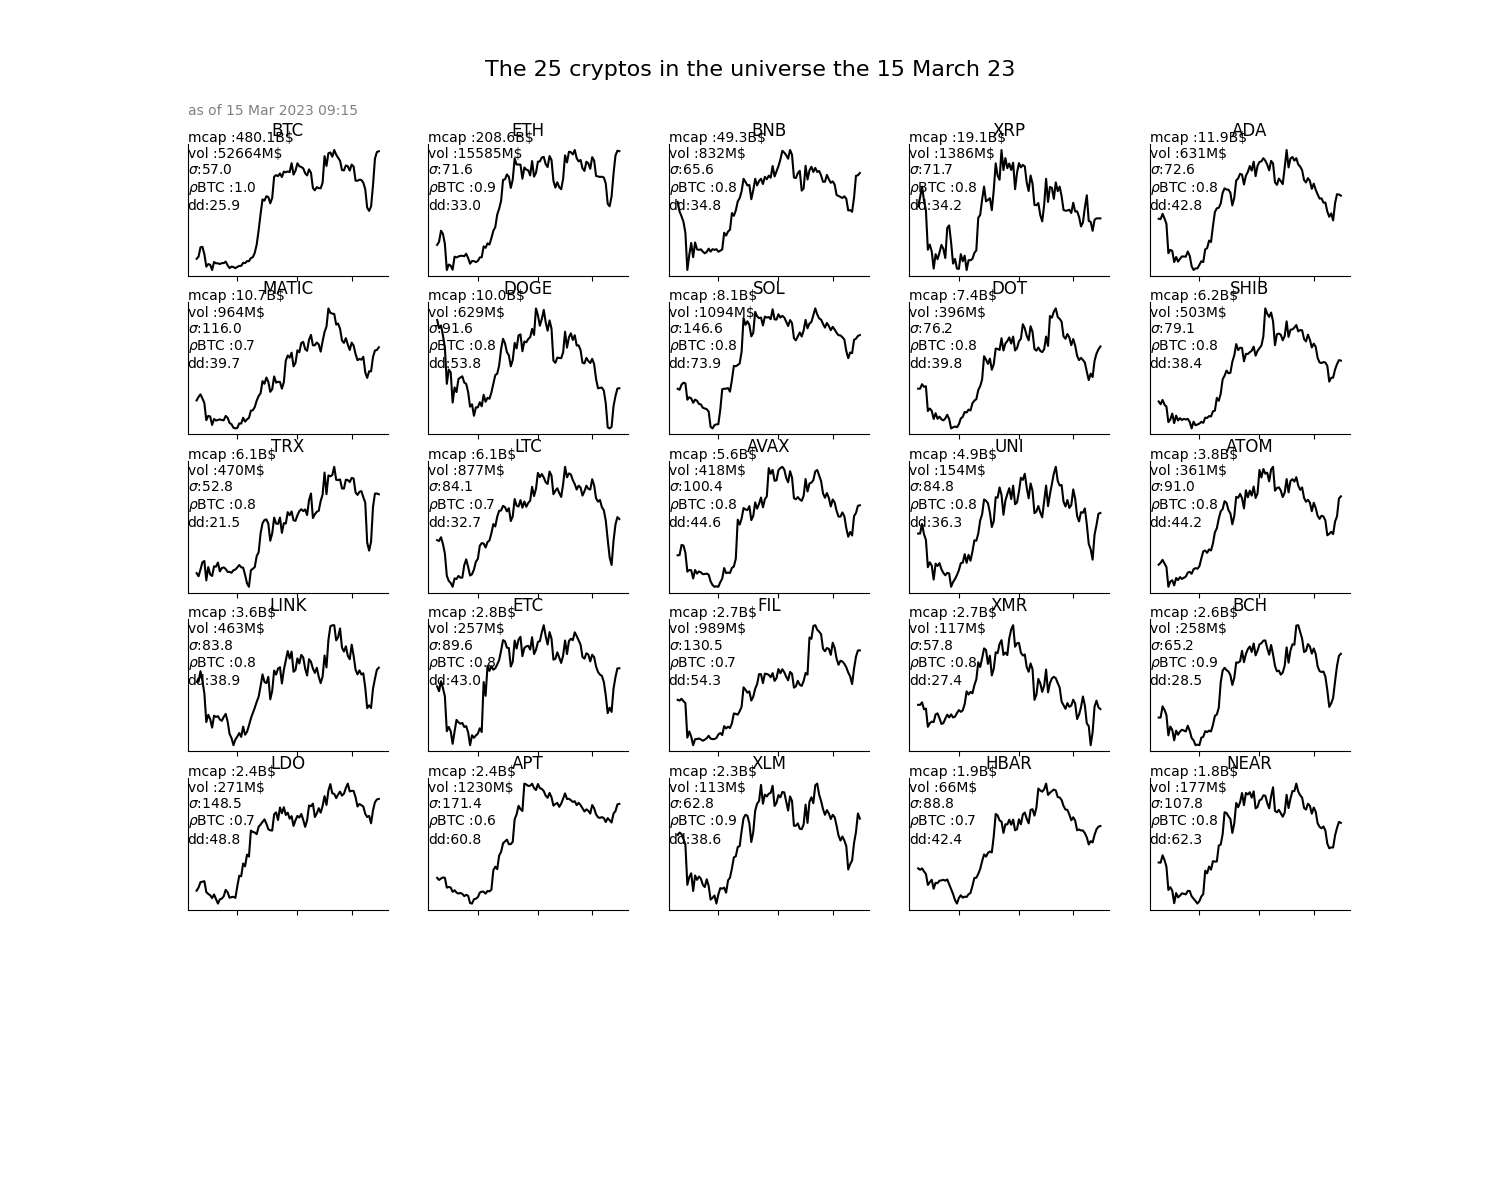 The 25 cryptos in the universe the 15 March 23
as of 15 Mar 2023 09:15
BTC
mcap :480.1B$
vol :52664M$
σ:57.0
ρBTC :1.0
dd:25.9
ETH
mcap :208.6B$
vol :15585M$
σ:71.6
ρBTC :0.9
dd:33.0
BNB
mcap :49.3B$
vol :832M$
σ:65.6
ρBTC :0.8
dd:34.8
XRP
mcap :19.1B$
vol :1386M$
σ:71.7
ρBTC :0.8
dd:34.2
ADA
mcap :11.9B$
vol :631M$
σ:72.6
ρBTC :0.8
dd:42.8
MATIC
mcap :10.7B$
vol :964M$
σ:116.0
ρBTC :0.7
dd:39.7
DOGE
mcap :10.0B$
vol :629M$
σ:91.6
ρBTC :0.8
dd:53.8
SOL
mcap :8.1B$
vol :1094M$
σ:146.6
ρBTC :0.8
dd:73.9
DOT
mcap :7.4B$
vol :396M$
σ:76.2
ρBTC :0.8
dd:39.8
SHIB
mcap :6.2B$
vol :503M$
σ:79.1
ρBTC :0.8
dd:38.4
TRX
mcap :6.1B$
vol :470M$
σ:52.8
ρBTC :0.8
dd:21.5
LTC
mcap :6.1B$
vol :877M$
σ:84.1
ρBTC :0.7
dd:32.7
AVAX
mcap :5.6B$
vol :418M$
σ:100.4
ρBTC :0.8
dd:44.6
UNI
mcap :4.9B$
vol :154M$
σ:84.8
ρBTC :0.8
dd:36.3
ATOM
mcap :3.8B$
vol :361M$
σ:91.0
ρBTC :0.8
dd:44.2
LINK
mcap :3.6B$
vol :463M$
σ:83.8
ρBTC :0.8
dd:38.9
ETC
mcap :2.8B$
vol :257M$
σ:89.6
ρBTC :0.8
dd:43.0
FIL
mcap :2.7B$
vol :989M$
σ:130.5
ρBTC :0.7
dd:54.3
XMR
mcap :2.7B$
vol :117M$
σ:57.8
ρBTC :0.8
dd:27.4
BCH
mcap :2.6B$
vol :258M$
σ:65.2
ρBTC :0.9
dd:28.5
LDO
mcap :2.4B$
vol :271M$
σ:148.5
ρBTC :0.7
dd:48.8
APT
mcap :2.4B$
vol :1230M$
σ:171.4
ρBTC :0.6
dd:60.8
XLM
mcap :2.3B$
vol :113M$
σ:62.8
ρBTC :0.9
dd:38.6
HBAR
mcap :1.9B$
vol :66M$
σ:88.8
ρBTC :0.7
dd:42.4
NEAR
mcap :1.8B$
vol :177M$
σ:107.8
ρBTC :0.8
dd:62.3